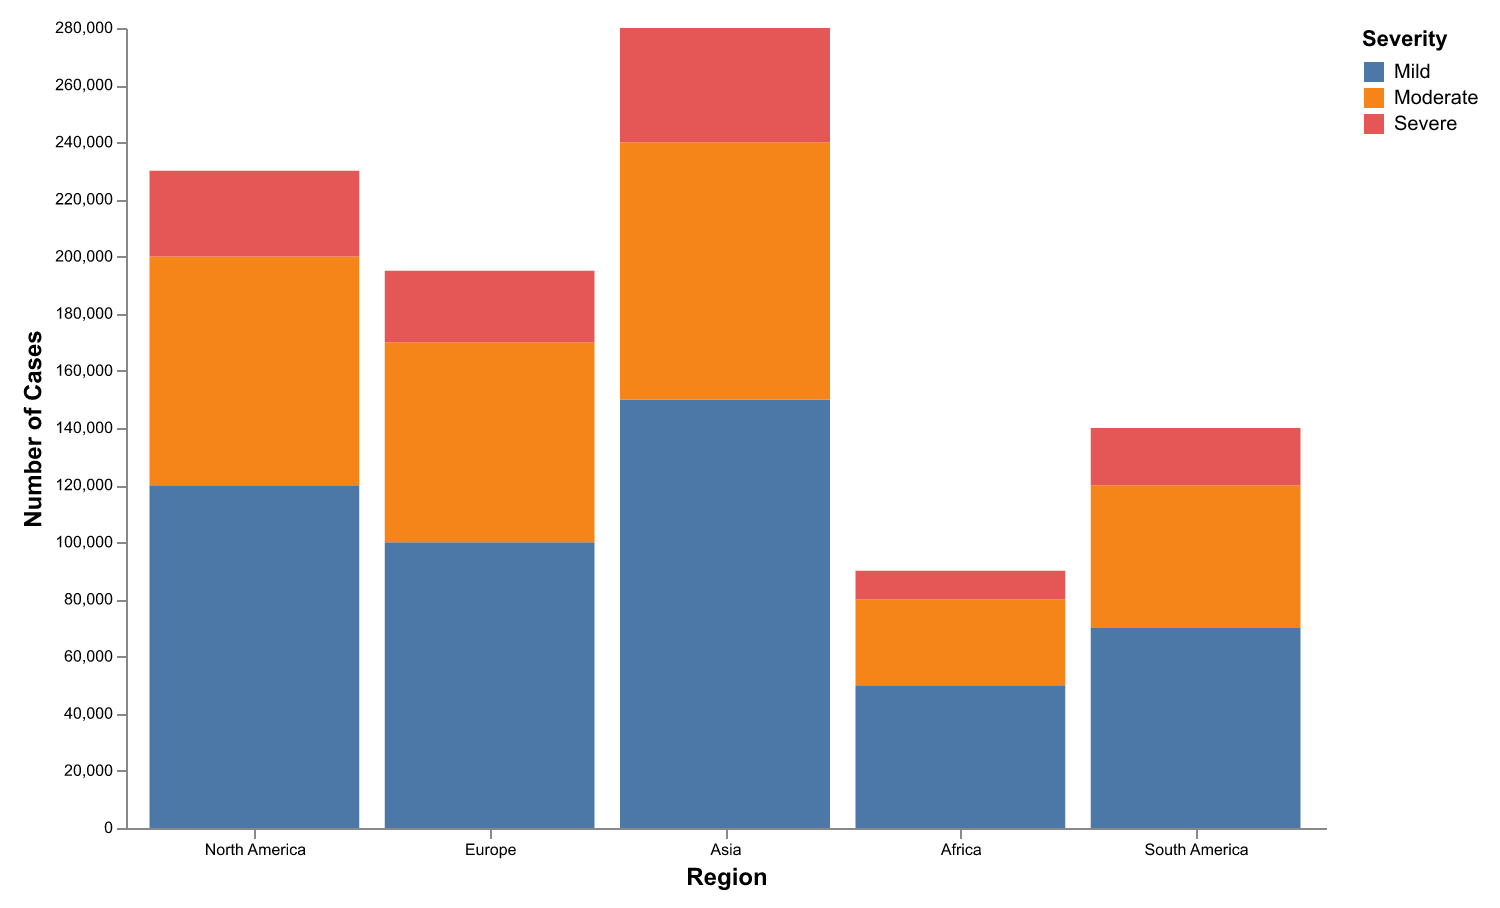 280,000
260,000
240,000
220,000
200,000
180,000
160,000
140,000
120,000
100,000
80,000
60,000
40,000
20,000
0
Number of Cases
North America
Europe
Asia
Africa
South America
Region
Severity
Mild
Moderate
Severe